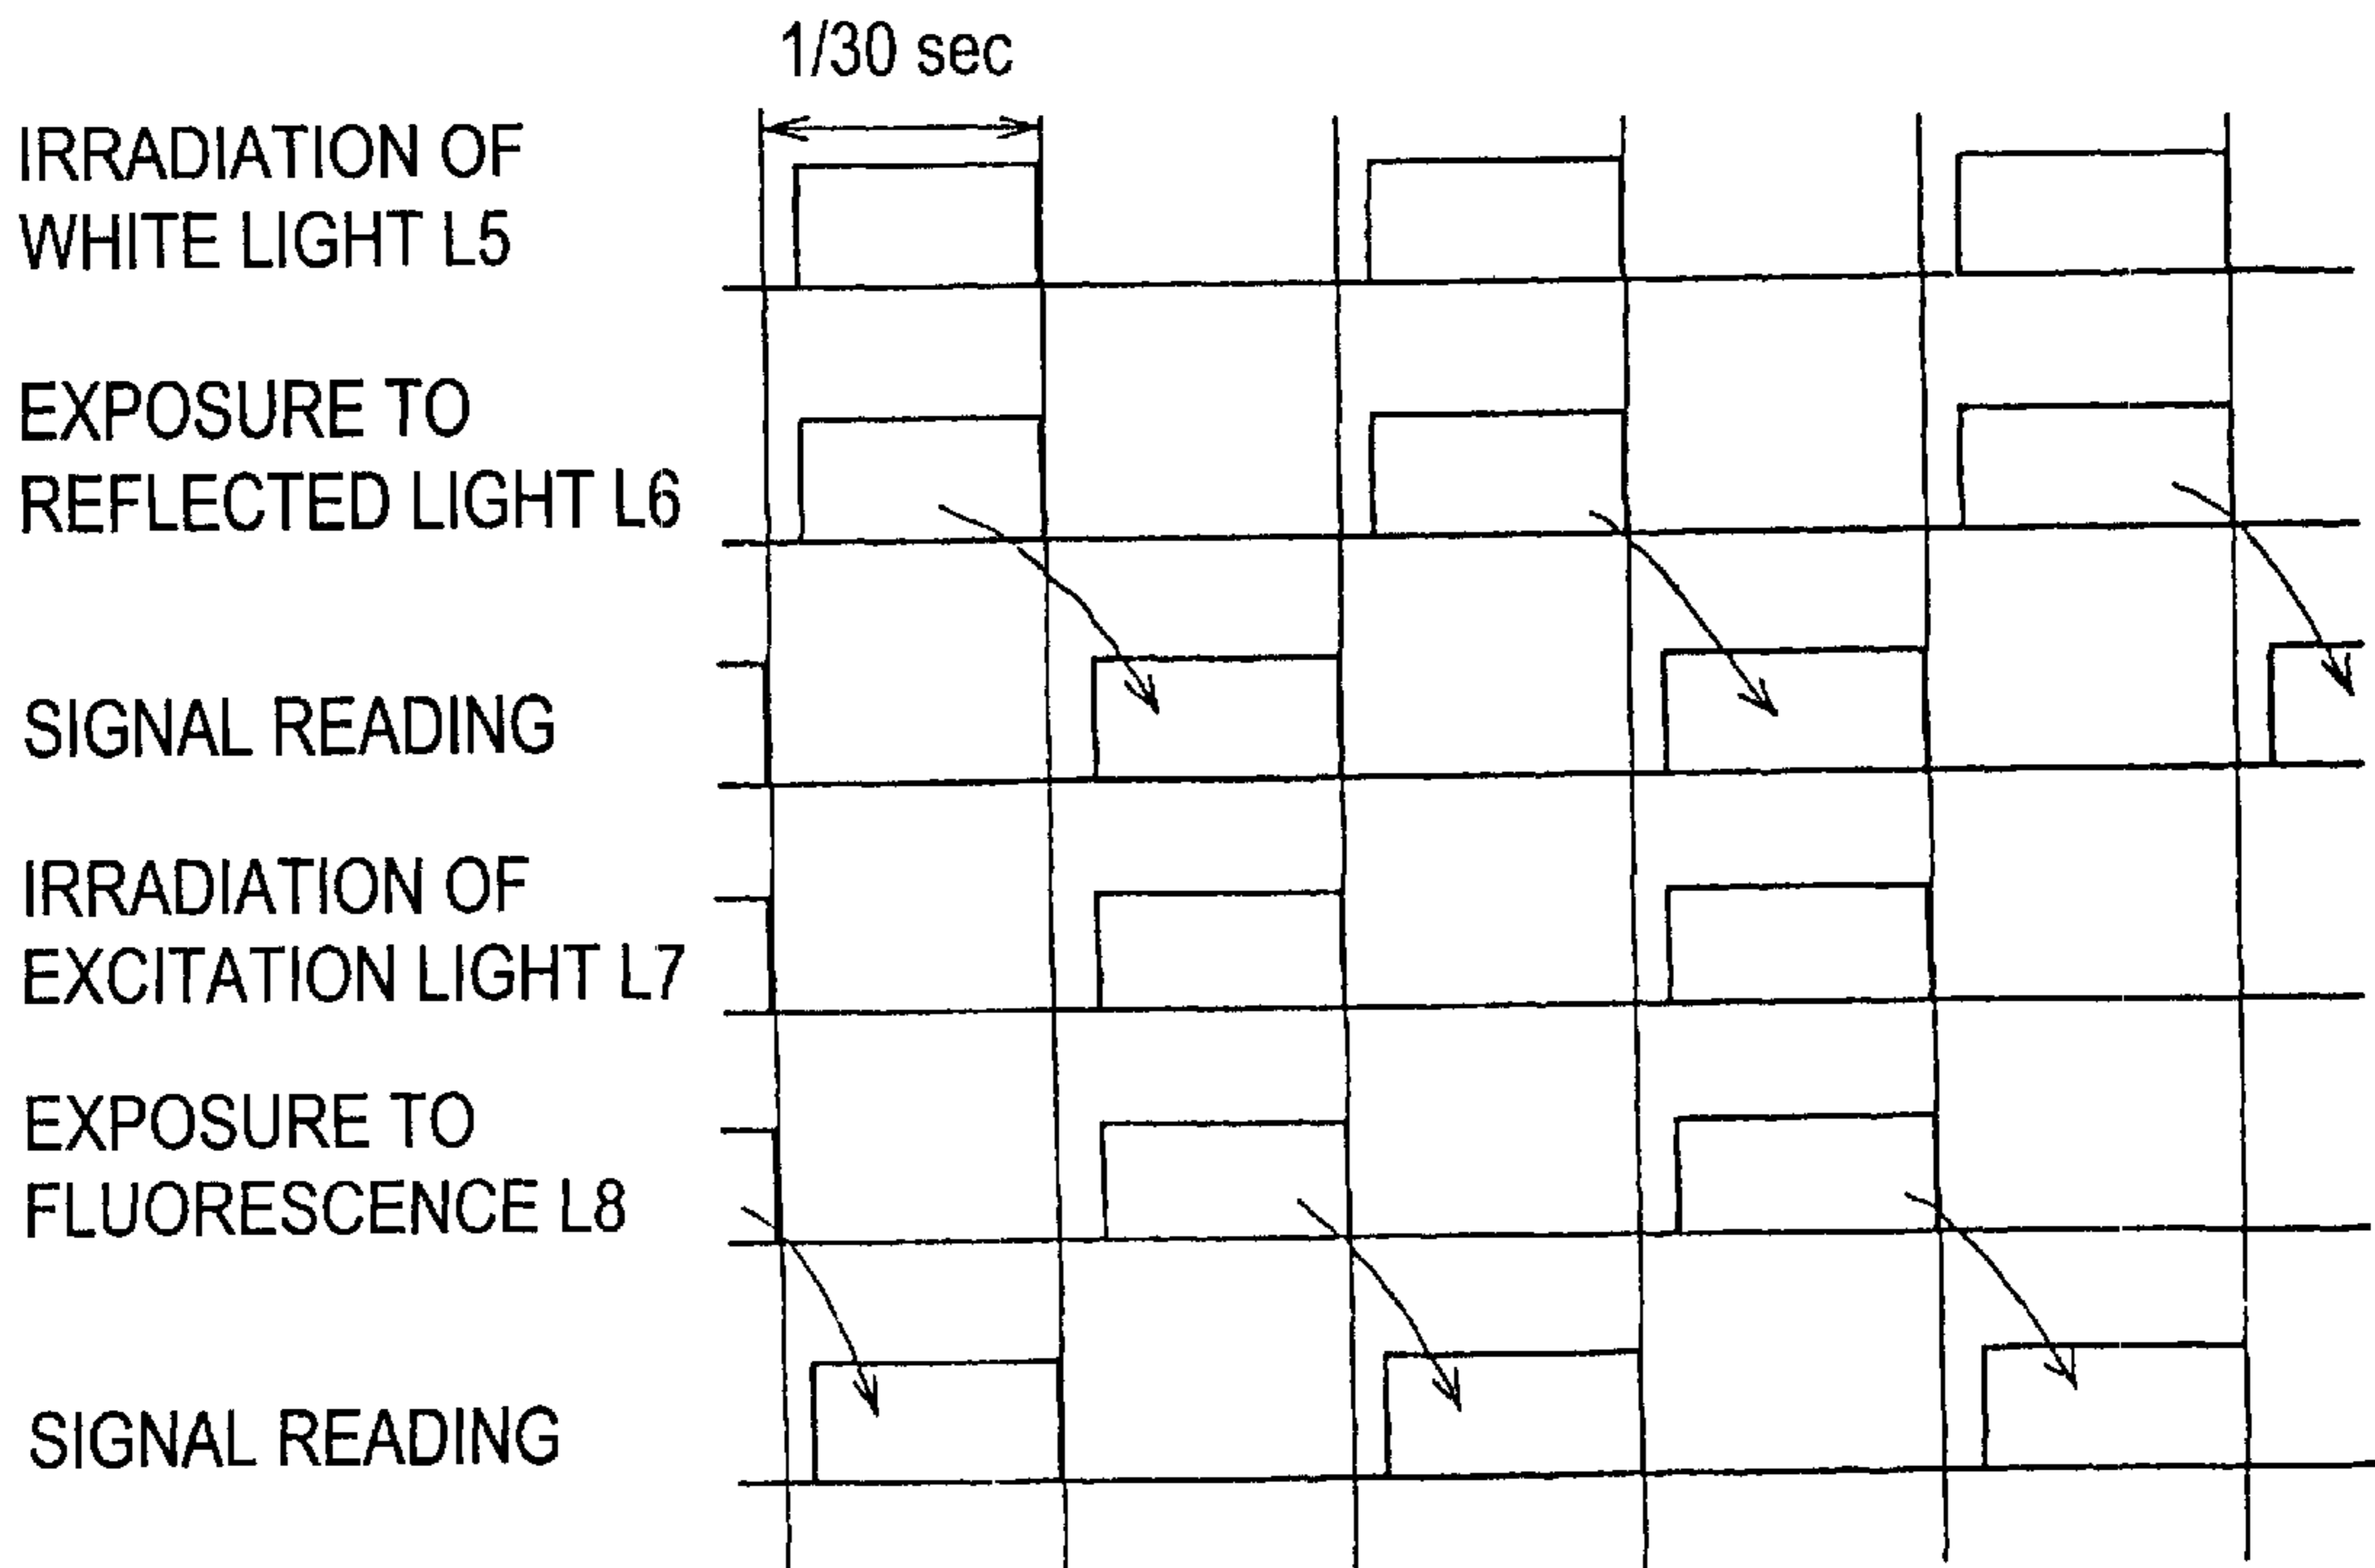 1/30 sec
IRRADIATION OF
WHITE LIGHT L5
EXPOSURE TO
REFLECTED LIGHT L6
SIGNAL READING
IRRADIATION OF
EXCITATION LIGHT L7
EXPOSURE TO
FLUORESCENCE L8
SIGNAL READING